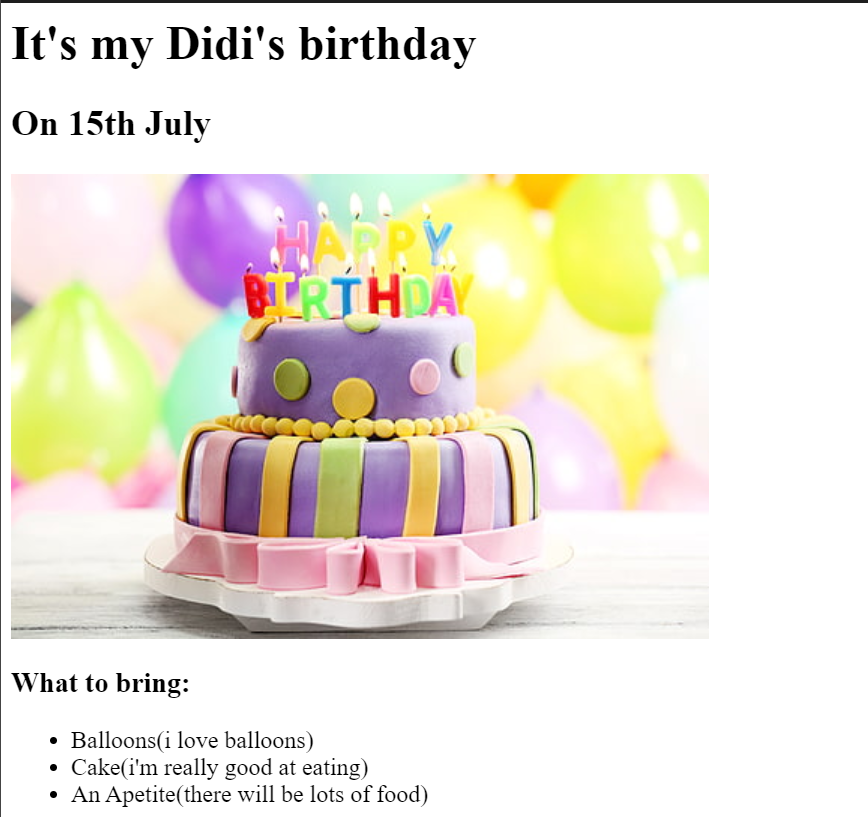 It's my Didi's birthday
On 15th July
HAPPY
BIRTHDAY
What to bring:
Balloons(i love balloons)
Cake(i'm really good at eating)
An Apetite(there will be lots of food)